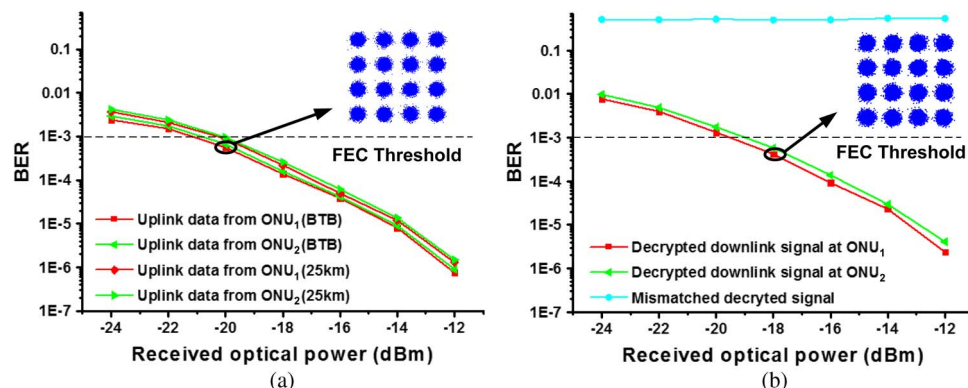 (a)
BER
0.1
0.01
1E-3
1E-4
1E-5
1E-6
1E-7
FEC Threshold
Uplink data from ONU₁ (BTB)
Uplink data from ONU₂ (BTB)
Uplink data from ONU₁ (25km)
Uplink data from ONU₂ (25km)
-24 -22 -20 -18 -16 -14 -12
Received optical power (dBm)
(a)
(b)
BER
0.1
0.01
1E-3
1E-4
1E-5
1E-6
1E-7
FEC Threshold
Decrypted downlink signal at ONU₁
Decrypted downlink signal at ONU₂
Mismatched decryted signal
-24 -22 -20 -18 -16 -14 -12
Received optical power (dBm)
(b)